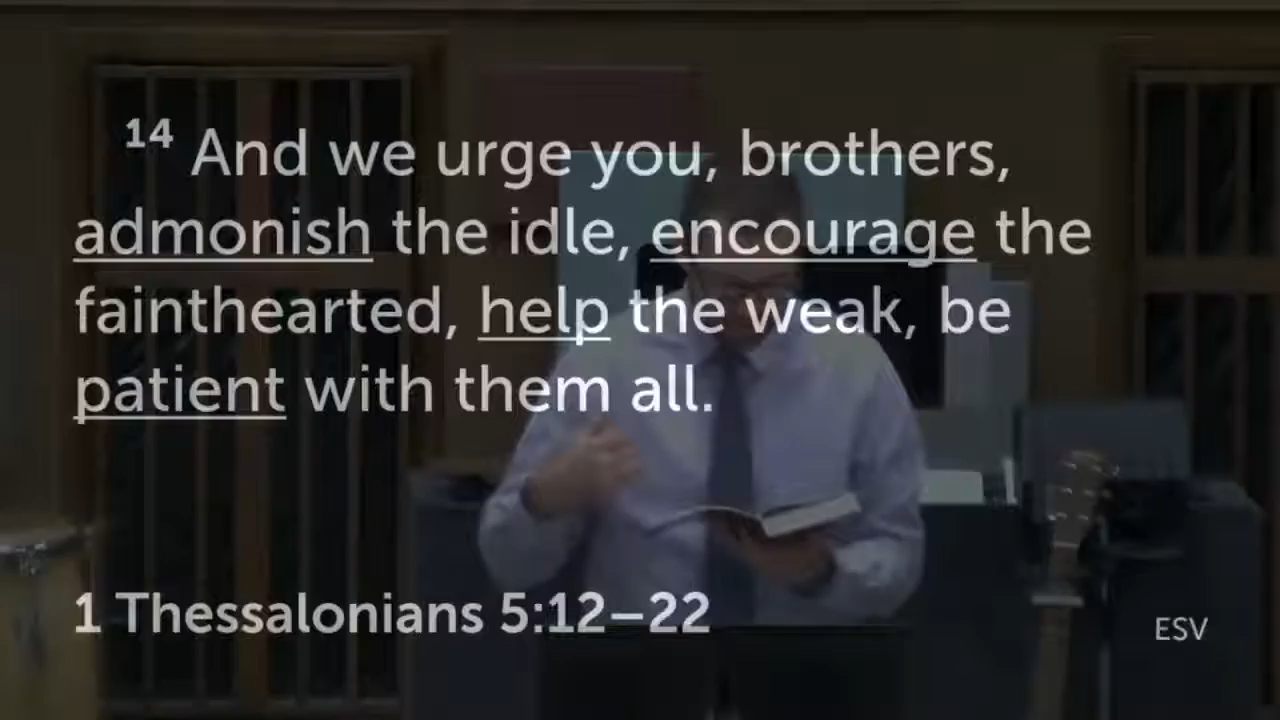 14 And we urge you, brothers,
admonish the idle, encourage the
fainthearted, help the weak, be
patient with them all.
1 Thessalonians 5:12–22
ESV